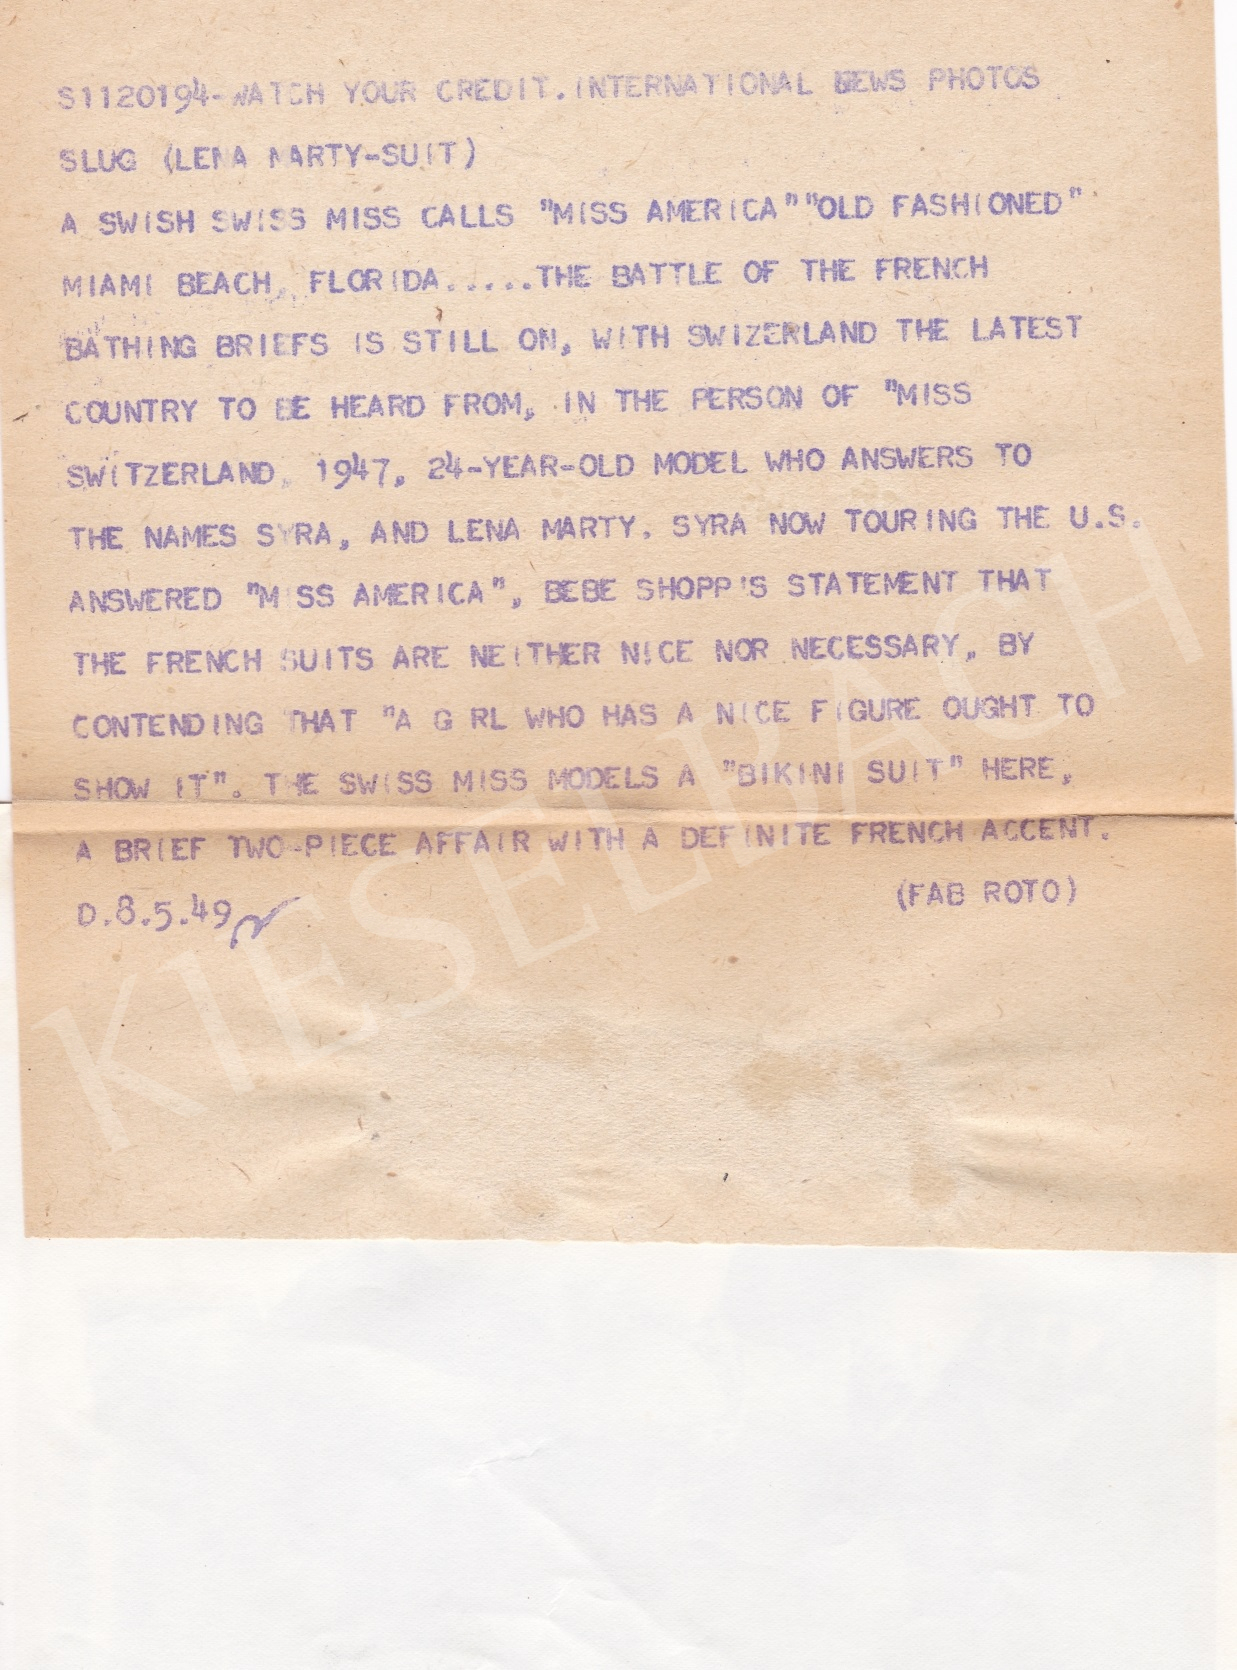 S1120194-WATCH YOUR CREDIT.INTERNATIONAL NEWS PHOTOS
SLUG (LENA MARTY-SUIT)
A SWISH SWISS MISS CALLS "MISS AMERICA""OLD FASHIONED"
MIAMI BEACH, FLORIDA.....THE BATTLE OF THE FRENCH
BATHING BRIEFS IS STILL ON, WITH SWIZERLAND THE LATEST
COUNTRY TO BE HEARD FROM, IN THE PERSON OF "MISS
SWITZERLAND, 1947, 24-YEAR-OLD MODEL WHO ANSWERS TO
THE NAMES SYRA, AND LENA MARTY. SYRA NOW TOURING THE U.S.
ANSWERED "MISS AMERICA", BEBE SHOPP'S STATEMENT THAT
THE FRENCH SUITS ARE NEITHER NICE NOR NECESSARY, BY
CONTENDING THAT "A GIRL WHO HAS A NICE FIGURE OUGHT TO
SHOW IT". THE SWISS MISS MODELS A "BIKINI SUIT" HERE,
A BRIEF TWO-PIECE AFFAIR WITH A DEFINITE FRENCH ACCENT.
D.8.5.49 (FAB ROTO)
KIESELBACH